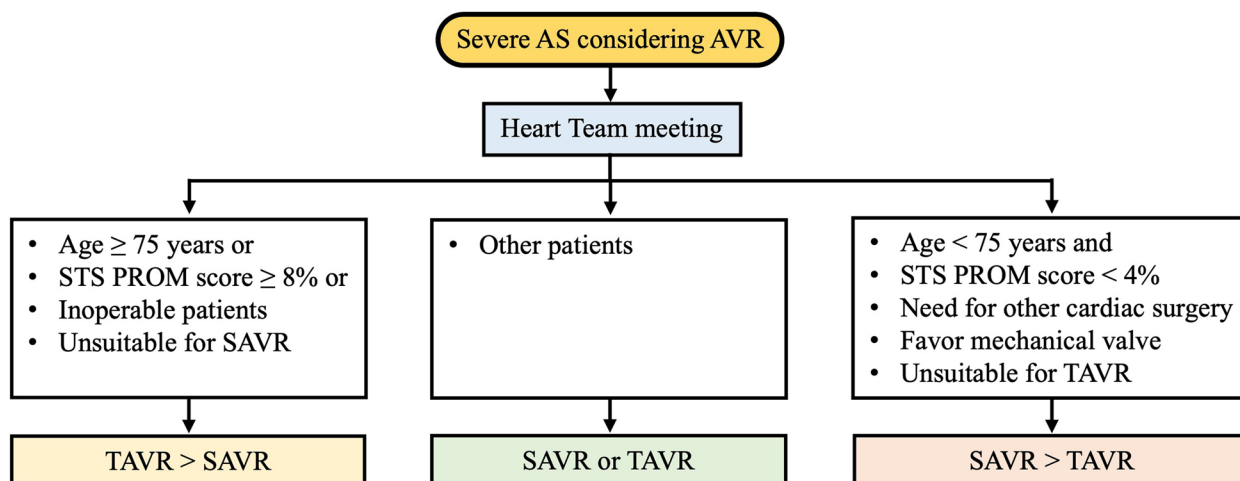 Severe AS considering AVR
Heart Team meeting
• Age ≥ 75 years or
• STS PROM score ≥ 8% or
• Inoperable patients
• Unsuitable for SAVR
• Other patients
• Age < 75 years and
• STS PROM score < 4%
• Need for other cardiac surgery
• Favor mechanical valve
• Unsuitable for TAVR
TAVR > SAVR
SAVR or TAVR
SAVR > TAVR